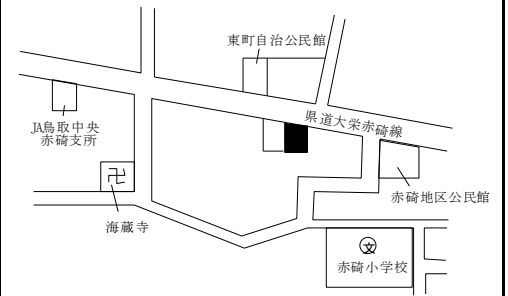 東町自治公民館
県道大栄赤碕線
JA鳥取中央
赤碕支所
赤碕地区公民館
卍
海蔵寺
文
赤碕小学校